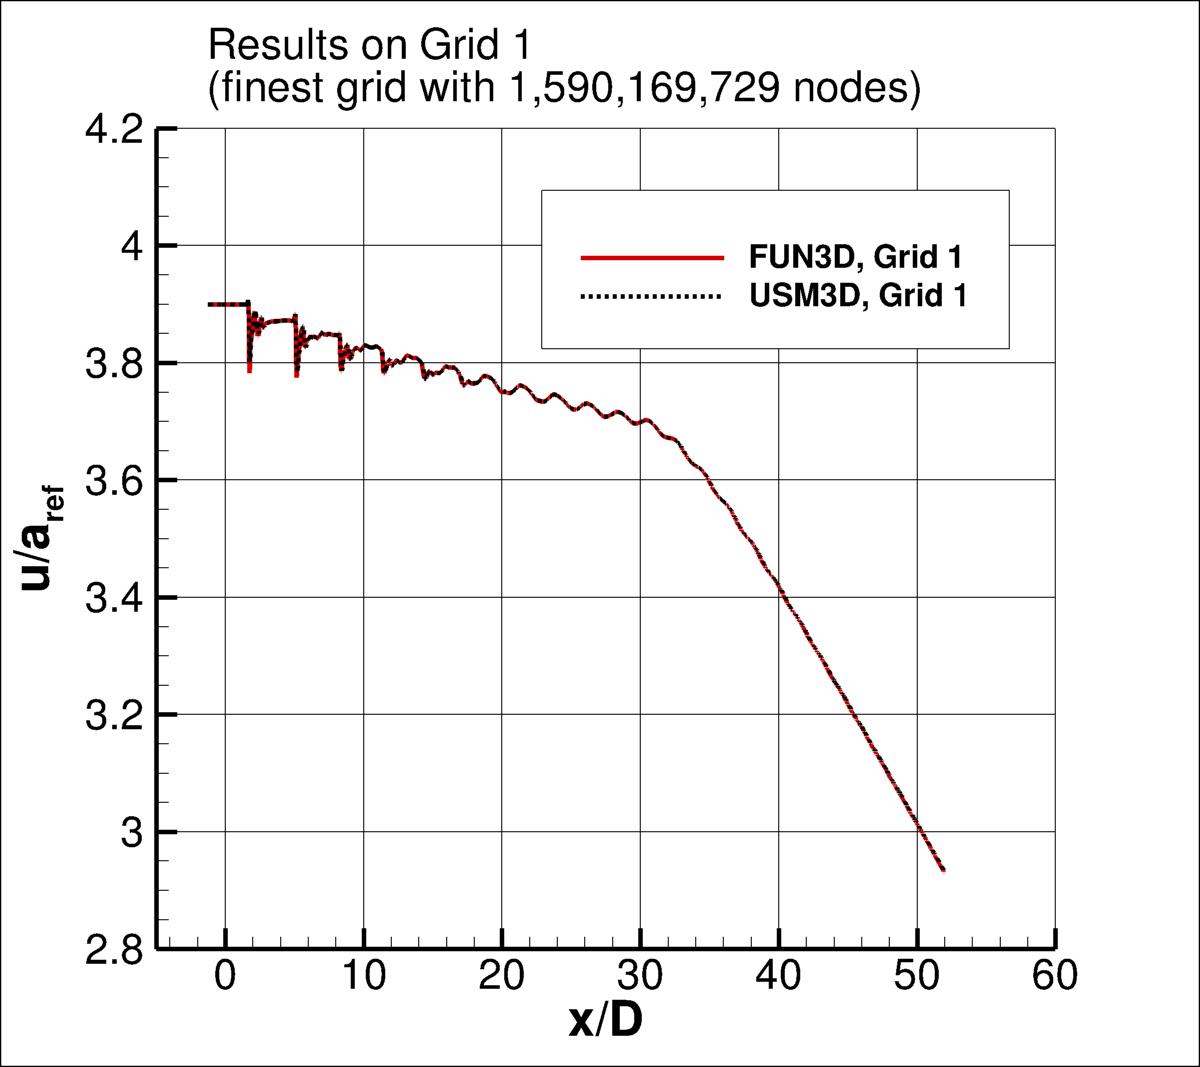 Results on Grid 1
(finest grid with 1,590,169,729 nodes)
4.2
4
3.8
3.6
3.4
3.2
3
2.8
u/aref
FUN3D, Grid 1
USM3D, Grid 1
0 10 20 30 40 50 60
x/D